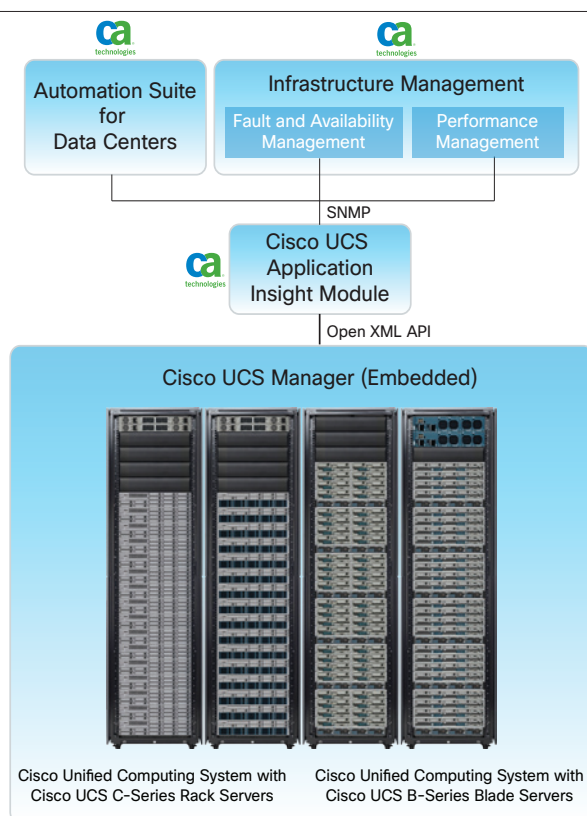 ca
technologies
ca
technologies
Automation Suite
for
Data Centers
Infrastructure Management
Fault and Availability
Management
Performance
Management
SNMP
ca
technologies
Cisco UCS
Application
Insight Module
Open XML API
Cisco UCS Manager (Embedded)
Cisco Unified Computing System with
Cisco UCS C-Series Rack Servers
Cisco Unified Computing System with
Cisco UCS B-Series Blade Servers